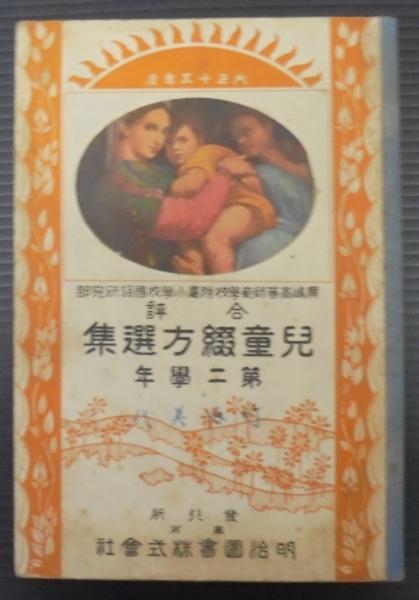 大正十五年度
廣島高等師範學校附屬小學校國語研究部
合評
兒童綴方選集
第二學年
發行所
東京
明治圖書株式會社